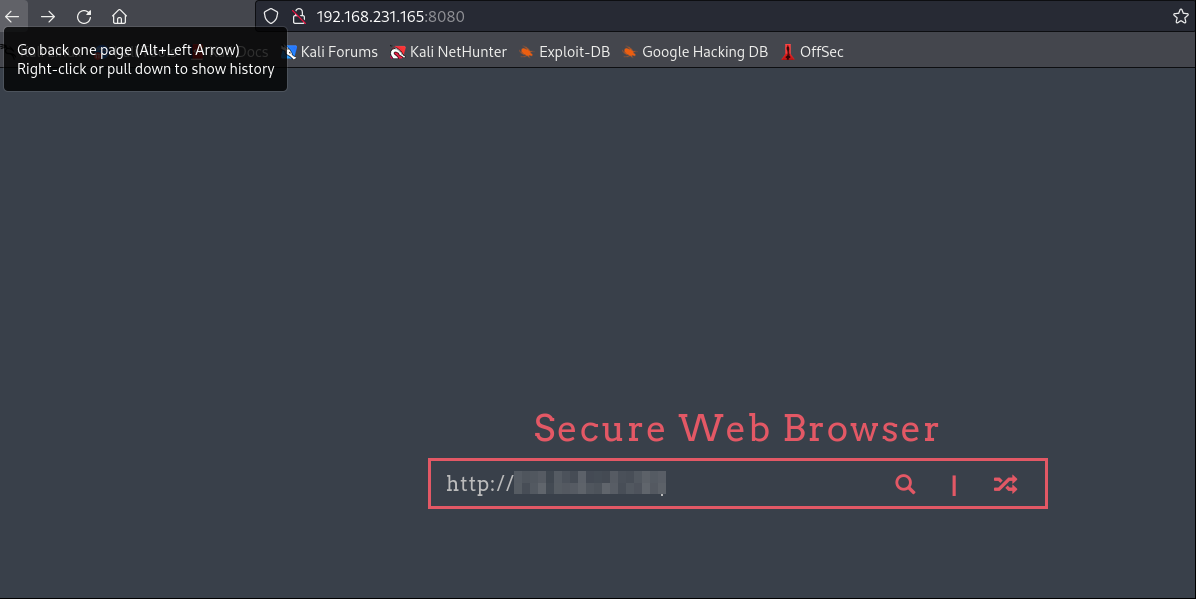 192.168.231.165:8080
Go back one page (Alt+Left Arrow)
Right-click or pull down to show history
Docs Kali Forums Kali NetHunter Exploit-DB Google Hacking DB OffSec
Secure Web Browser
http://